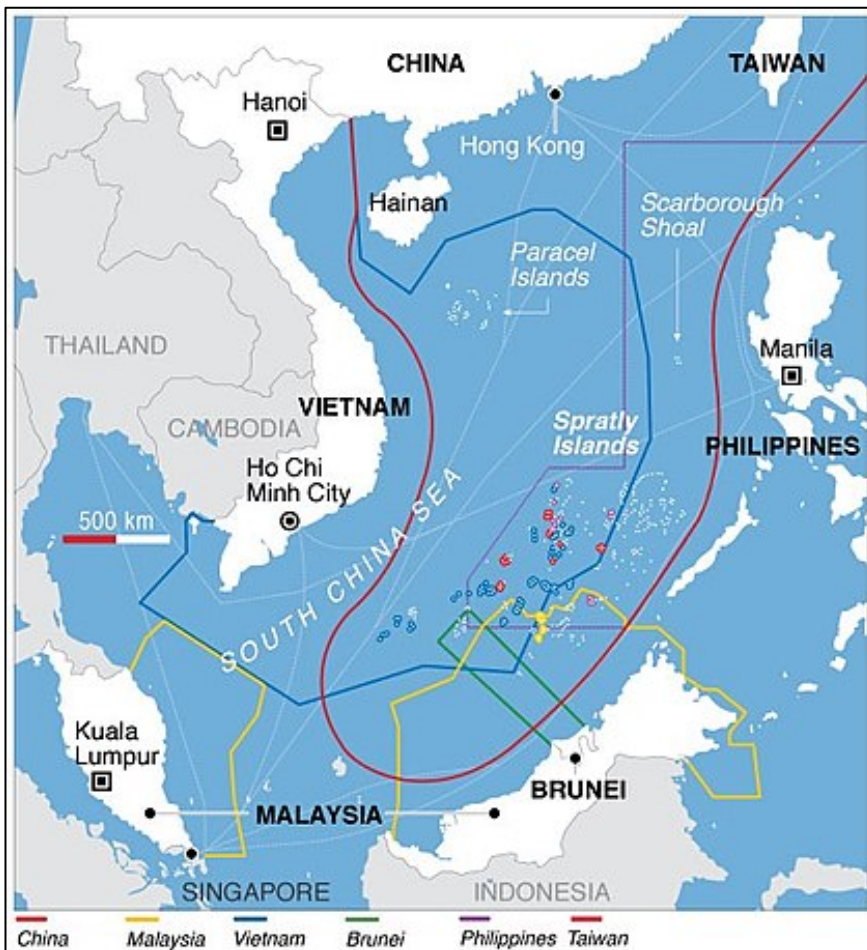 CHINA
TAIWAN
Hanoi
Hong Kong
Hainan
Scarborough
Shoal
Paracel
Islands
THAILAND
Manila
VIETNAM
CAMBODIA
Spratly
Islands
PHILIPPINES
Ho Chi
Minh City
500 km
SOUTH CHINA SEA
Kuala
Lumpur
BRUNEI
MALAYSIA
SINGAPORE
INDONESIA
China Malaysia Vietnam Brunei Philippines Taiwan